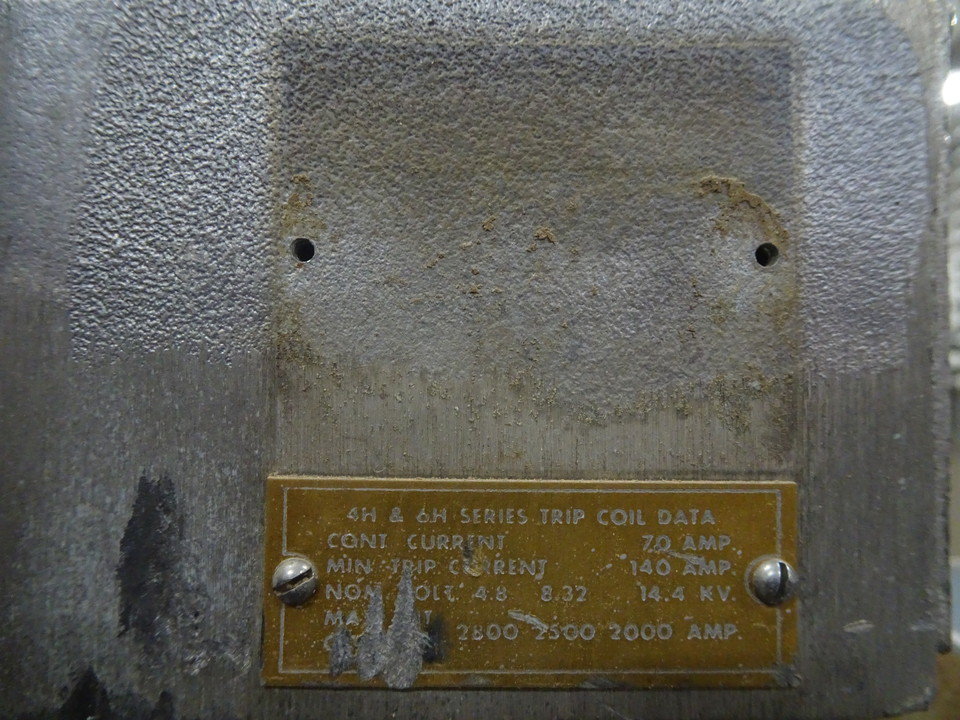 4H & 6H SERIES TRIP COIL DATA
CONT. CURRENT 70 AMP.
MIN. TRIP CURRENT 140 AMP.
NOM. VOLT. 4.8 8.32 14.4 KV.
2800 2500 2000 AMP.